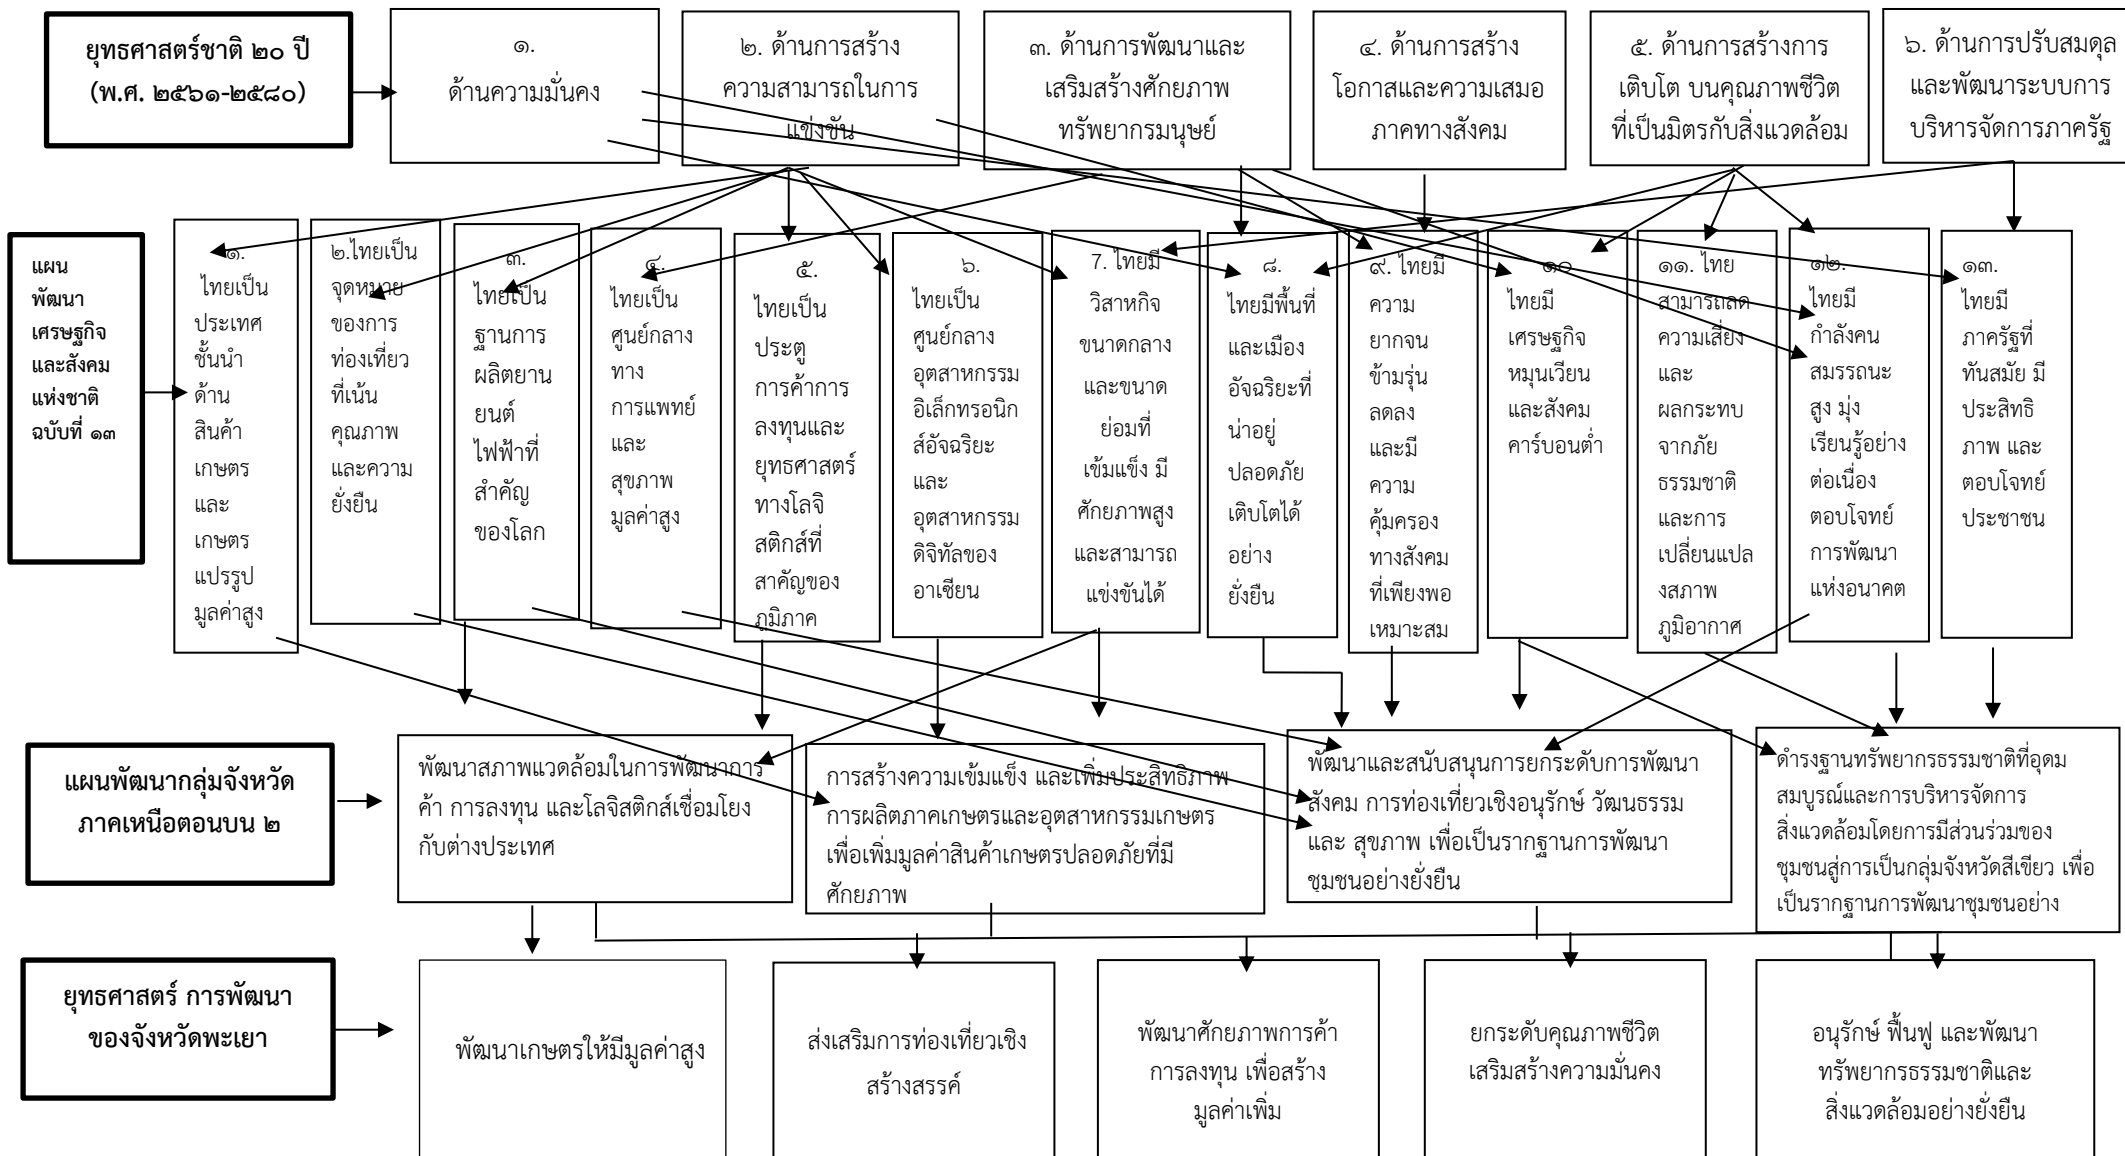 ยุทธศาสตร์ชาติ ๒๐ ปี
(พ.ศ. ๒๕๖๑-๒๕๘๐)
๑.
ด้านความมั่นคง
๒. ด้านการสร้าง
ความสามารถในการ
แข่งขัน
๓. ด้านการพัฒนาและ
เสริมสร้างศักยภาพ
ทรัพยากรมนุษย์
๔. ด้านการสร้าง
โอกาสและความเสมอ
ภาคทางสังคม
๕. ด้านการสร้างการ
เติบโต บนคุณภาพชีวิต
ที่เป็นมิตรกับสิ่งแวดล้อม
๖. ด้านการปรับสมดุล
และพัฒนาระบบการ
บริหารจัดการภาครัฐ
แผน
พัฒนา
เศรษฐกิจ
และสังคม
แห่งชาติ
ฉบับที่ ๑๓
๑.
ไทยเป็น
ประเทศ
ชั้นนำ
ด้าน
สินค้า
เกษตร
และ
เกษตร
แปรรูป
มูลค่าสูง
๒.ไทยเป็น
จุดหมาย
ของการ
ท่องเที่ยว
ที่เน้น
คุณภาพ
และความ
ยั่งยืน
๓.
ไทยเป็น
ฐานการ
ผลิตยาน
ยนต์
ไฟฟ้าที่
สำคัญ
ของโลก
๔.
ไทยเป็น
ศูนย์กลาง
ทาง
การแพทย์
และ
สุขภาพ
มูลค่าสูง
๕.
ไทยเป็น
ประตู
การค้าการ
ลงทุนและ
ยุทธศาสตร์
ทางโลจิ
สติกส์ที่
สาคัญของ
ภูมิภาค
๖.
ไทยเป็น
ศูนย์กลาง
อุตสาหกรรม
อิเล็กทรอนิก
ส์อัจฉริยะ
และ
อุตสาหกรรม
ดิจิทัลของ
อาเซียน
7. ไทยมี
วิสาหกิจ
ขนาดกลาง
และขนาด
ย่อมที่
เข้มแข็ง มี
ศักยภาพสูง
และสามารถ
แข่งขันได้
๘.
ไทยมีพื้นที่
และเมือง
อัจฉริยะที่
น่าอยู่
ปลอดภัย
เติบโตได้
อย่าง
ยั่งยืน
๙. ไทยมี
ความ
ยากจน
ข้ามรุ่น
ลดลง
และมี
ความ
คุ้มครอง
ทางสังคม
ที่เพียงพอ
เหมาะสม
๑๐
ไทยมี
เศรษฐกิจ
หมุนเวียน
และสังคม
คาร์บอนต่ำ
๑๑. ไทย
สามารถลด
ความเสี่ยง
และ
ผลกระทบ
จากภัย
ธรรมชาติ
และการ
เปลี่ยนแปล
งสภาพ
ภูมิอากาศ
๑๒.
ไทยมี
กำลังคน
สมรรถนะ
สูง มุ่ง
เรียนรู้อย่าง
ต่อเนื่อง
ตอบโจทย์
การพัฒนา
แห่งอนาคต
๑๓.
ไทยมี
ภาครัฐที่
ทันสมัย มี
ประสิทธิ
ภาพ และ
ตอบโจทย์
ประชาชน
แผนพัฒนากลุ่มจังหวัด
ภาคเหนือตอนบน ๒
พัฒนาสภาพแวดล้อมในการพัฒนาการ
ค้า การลงทุน และโลจิสติกส์เชื่อมโยง
กับต่างประเทศ
การสร้างความเข้มแข็ง และเพิ่มประสิทธิภาพ
การผลิตภาคเกษตรและอุตสาหกรรมเกษตร
เพื่อเพิ่มมูลค่าสินค้าเกษตรปลอดภัยที่มี
ศักยภาพ
พัฒนาและสนับสนุนการยกระดับการพัฒนา
สังคม การท่องเที่ยวเชิงอนุรักษ์ วัฒนธรรม
และ สุขภาพ เพื่อเป็นรากฐานการพัฒนา
ชุมชนอย่างยั่งยืน
ดำรงฐานทรัพยากรธรรมชาติที่อุดม
สมบูรณ์และการบริหารจัดการ
สิ่งแวดล้อมโดยการมีส่วนร่วมของ
ชุมชนสู่การเป็นกลุ่มจังหวัดสีเขียว เพื่อ
เป็นรากฐานการพัฒนาชุมชนอย่าง
ยุทธศาสตร์ การพัฒนา
ของจังหวัดพะเยา
พัฒนาเกษตรให้มีมูลค่าสูง
ส่งเสริมการท่องเที่ยวเชิง
สร้างสรรค์
พัฒนาศักยภาพการค้า
การลงทุน เพื่อสร้าง
มูลค่าเพิ่ม
ยกระดับคุณภาพชีวิต
เสริมสร้างความมั่นคง
อนุรักษ์ ฟื้นฟู และพัฒนา
ทรัพยากรธรรมชาติและ
สิ่งแวดล้อมอย่างยั่งยืน